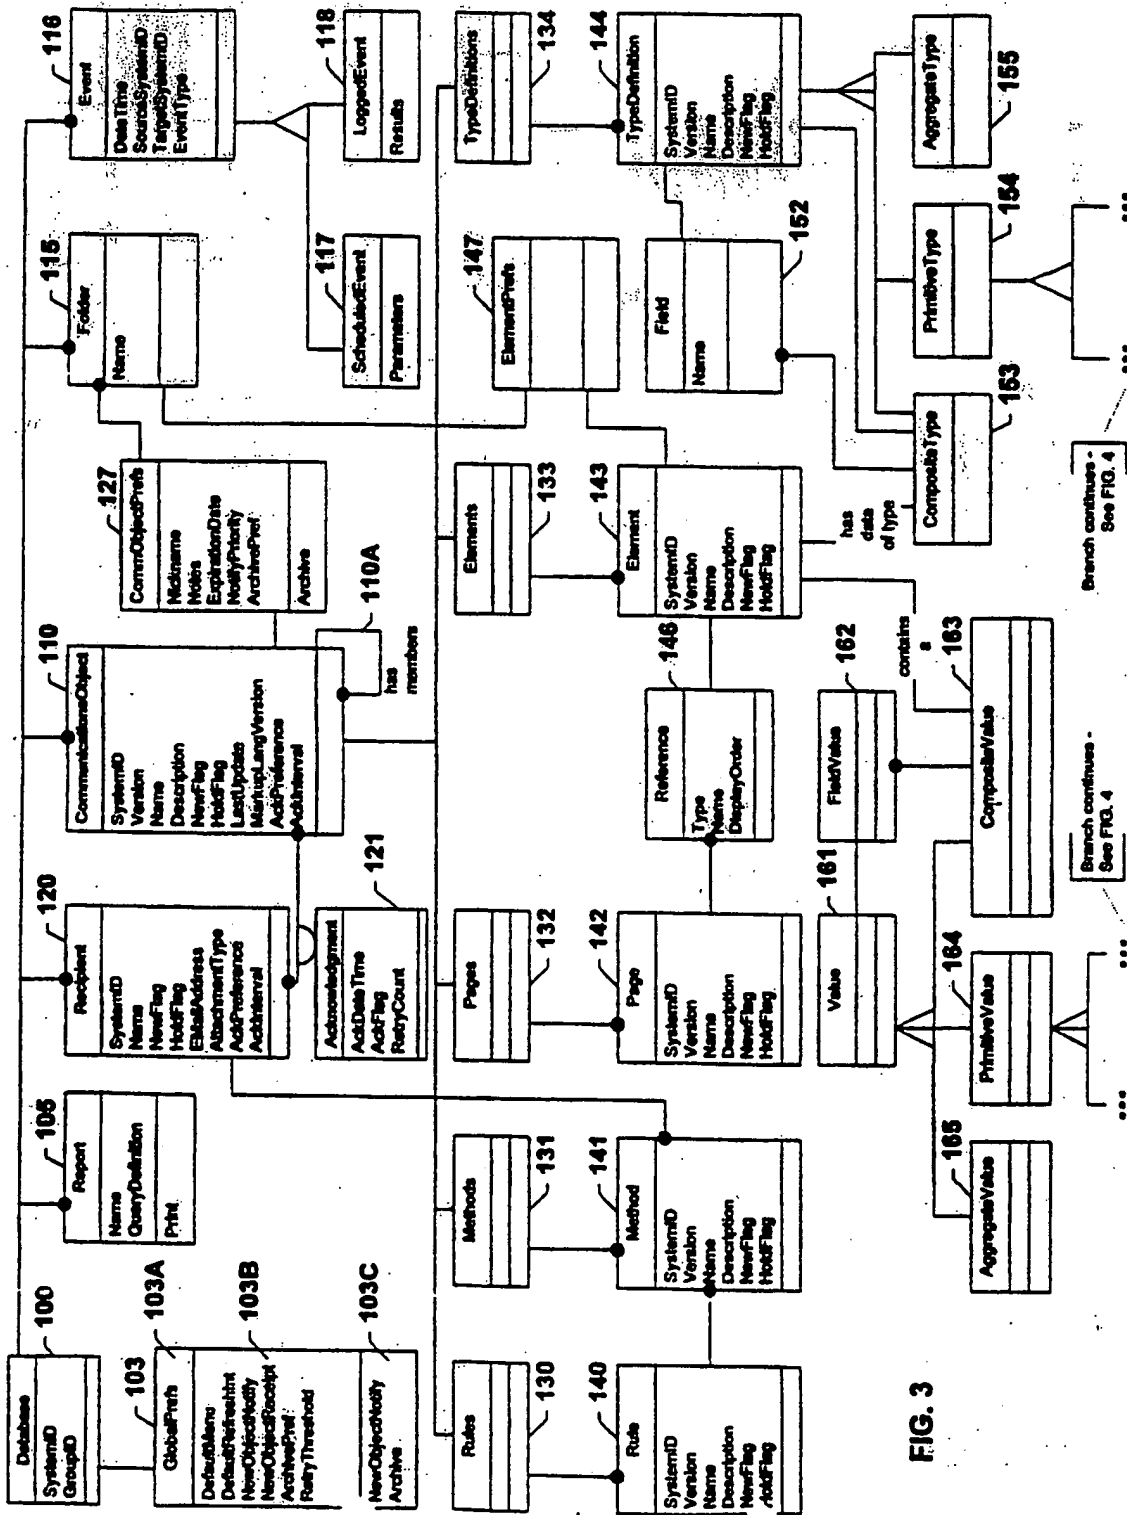 Database
SystemID
GroupID
100
GlobalPrefs
DefaultMenu
DefaultRefreshInt
NewObjectNotify
NewObjectReceipt
ArchivePref
RetryThreshold
NewObjectNotify
Archive
103
103A
103B
103C
Report
Name
QueryDefinition
Print
105
Recipient
SystemID
Name
NewFlag
HoldFlag
EMailAddress
AttachmentType
AckPreference
AckInterval
120
Acknowledgment
AckDateTime
AckFlag
RetryCount
121
CommunicationsObject
SystemID
Version
Name
Description
NewFlag
HoldFlag
LastUpdate
MarkupLangVersion
AckPreference
AckInterval
110
has
members
110A
CommObjectPrefs
Nickname
Notes
ExpirationDate
NotifyPriority
ArchivePref
Archive
127
Folder
Name
115
Event
DateTime
SourceSystemID
TargetSystemID
EventType
116
ScheduledEvent
Parameters
117
LoggedEvent
Results
118
Rules
130
Methods
131
Pages
132
Elements
133
ElementPrefs
147
TypeDefinitions
134
Rule
SystemID
Version
Name
Description
NewFlag
HoldFlag
140
Method
SystemID
Version
Name
Description
NewFlag
HoldFlag
141
Page
SystemID
Version
Name
Description
NewFlag
HoldFlag
142
Reference
Type
Name
DisplayOrder
146
Element
SystemID
Version
Name
Description
NewFlag
HoldFlag
143
Field
Name
152
TypeDefinition
SystemID
Version
Name
Description
NewFlag
HoldFlag
144
Value
161
FieldValue
162
contains
a
has data
of type
AggregateValue
165
PrimitiveValue
164
CompositeValue
163
CompositeType
153
PrimitiveType
154
AggregateType
155
...
...
...
...
Branch continues -
See FIG. 4
Branch continues -
See FIG. 4
FIG. 3